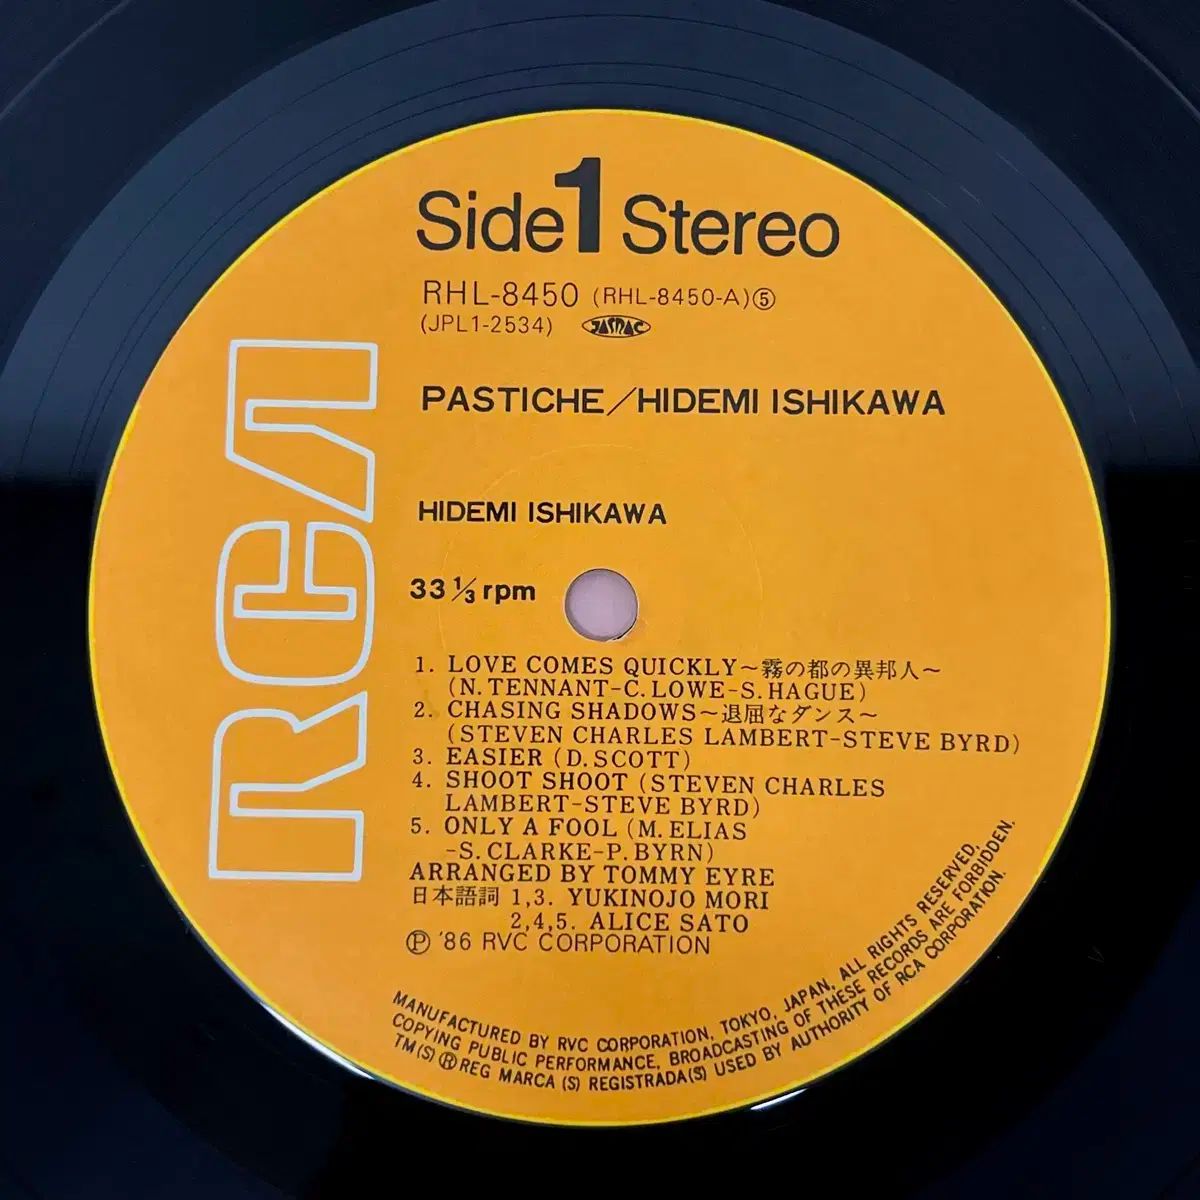 Side 1 Stereo
RHL-8450 (RHL-8450-A)⑤
(JPL1-2534) JASRAC
PASTICHE／HIDEMI ISHIKAWA
HIDEMI ISHIKAWA
33 1/3 rpm
RCA
1. LOVE COMES QUICKLY～霧の都の異邦人～
(N. TENNANT-C. LOWE-S. HAGUE)
2. CHASING SHADOWS～退屈なダンス～
(STEVEN CHARLES LAMBERT-STEVE BYRD)
3. EASIER (D. SCOTT)
4. SHOOT SHOOT (STEVEN CHARLES
LAMBERT-STEVE BYRD)
5. ONLY A FOOL (M. ELIAS
-S. CLARKE-P. BYRN)
ARRANGED BY TOMMY EYRE
日本語詞 1,3. YUKINOJO MORI
2,4,5. ALICE SATO
Ⓟ '86 RVC CORPORATION
MANUFACTURED BY RVC CORPORATION, TOKYO, JAPAN, ALL RIGHTS RESERVED,
COPYING PUBLIC PERFORMANCE, BROADCASTING OF THESE RECORDS ARE FORBIDDEN.
TM(S) ® REG MARCA (S) REGISTRADA(S) USED BY AUTHORITY OF RCA CORPORATION.